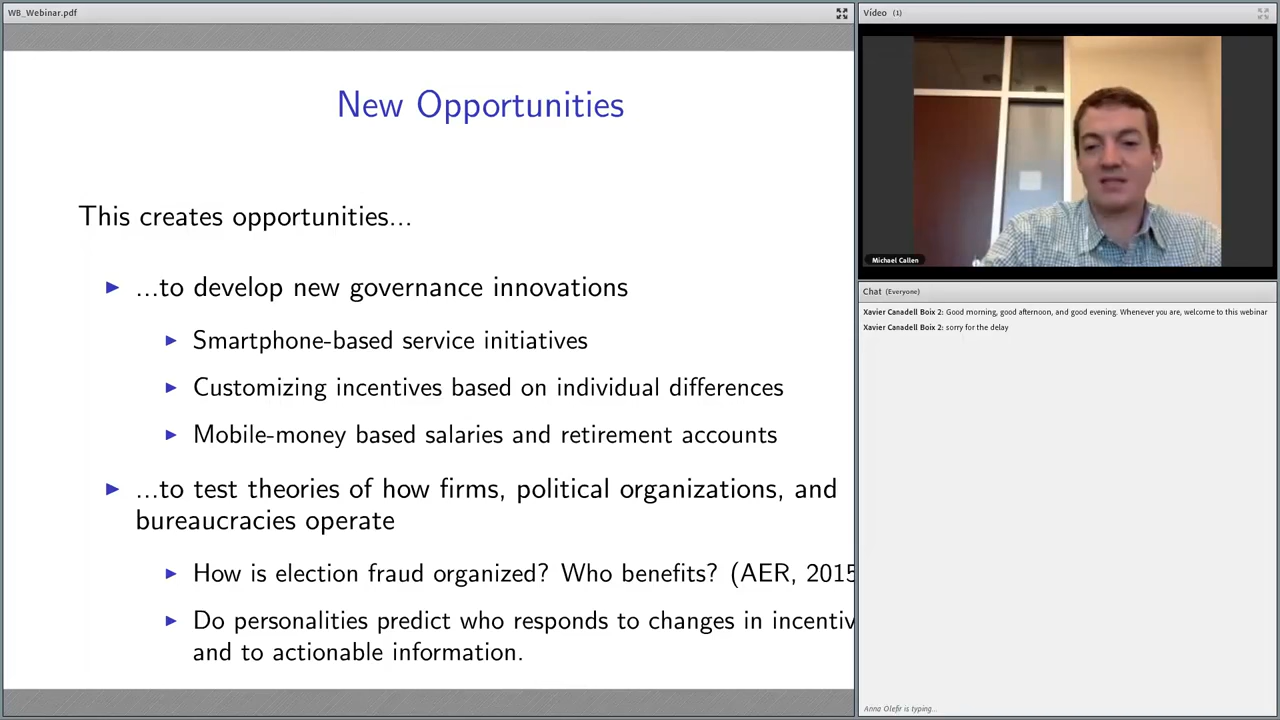 WB_Webinar.pdf
New Opportunities
This creates opportunities...
...to develop new governance innovations
Smartphone-based service initiatives
Customizing incentives based on individual differences
Mobile-money based salaries and retirement accounts
...to test theories of how firms, political organizations, and
bureaucracies operate
How is election fraud organized? Who benefits? (AER, 2015
Do personalities predict who responds to changes in incentiv
and to actionable information.
Vídeo (1)
Michael Callen
Chat (Everyone)
Xavier Canadell Boix 2: Good morning, good afternoon, and good evening. Whenever you are, welcome to this webinar
Xavier Canadell Boix 2: sorry for the delay
Anna Olefir is typing...